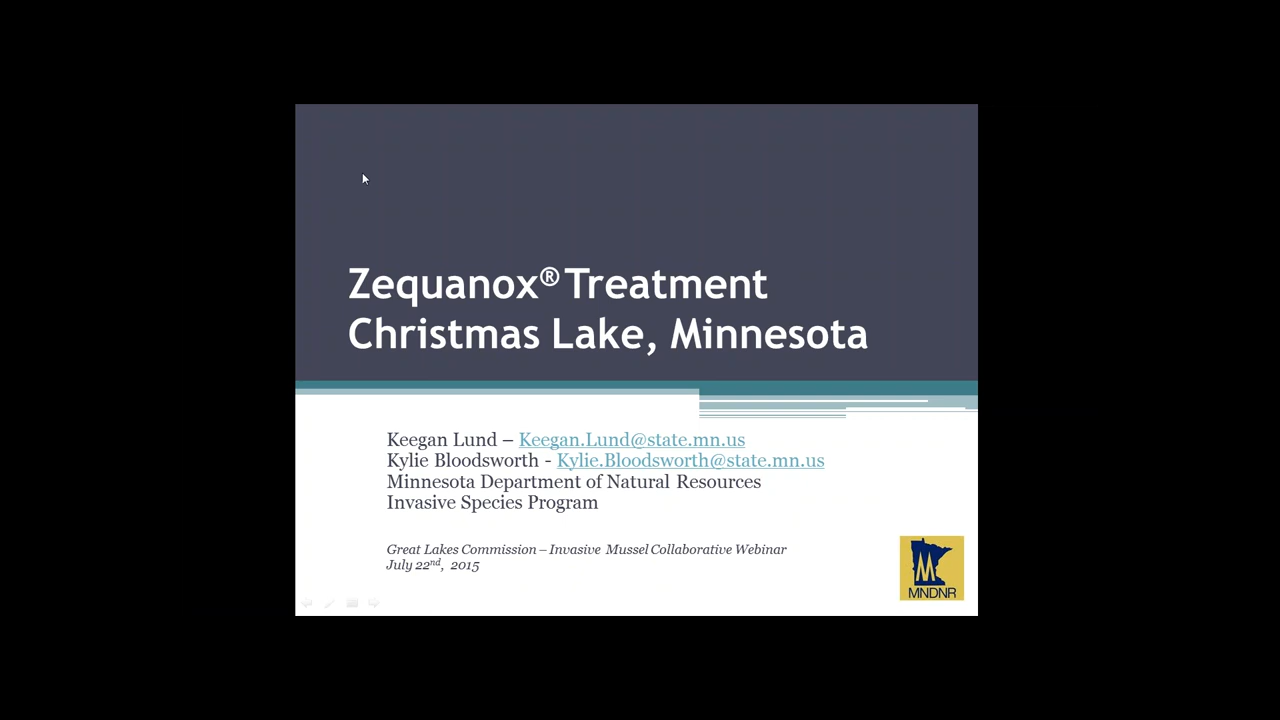 Zequanox® Treatment
Christmas Lake, Minnesota
Keegan Lund – Keegan.Lund@state.mn.us
Kylie Bloodsworth - Kylie.Bloodsworth@state.mn.us
Minnesota Department of Natural Resources
Invasive Species Program
Great Lakes Commission – Invasive Mussel Collaborative Webinar
July 22nd, 2015
M
MNDNR